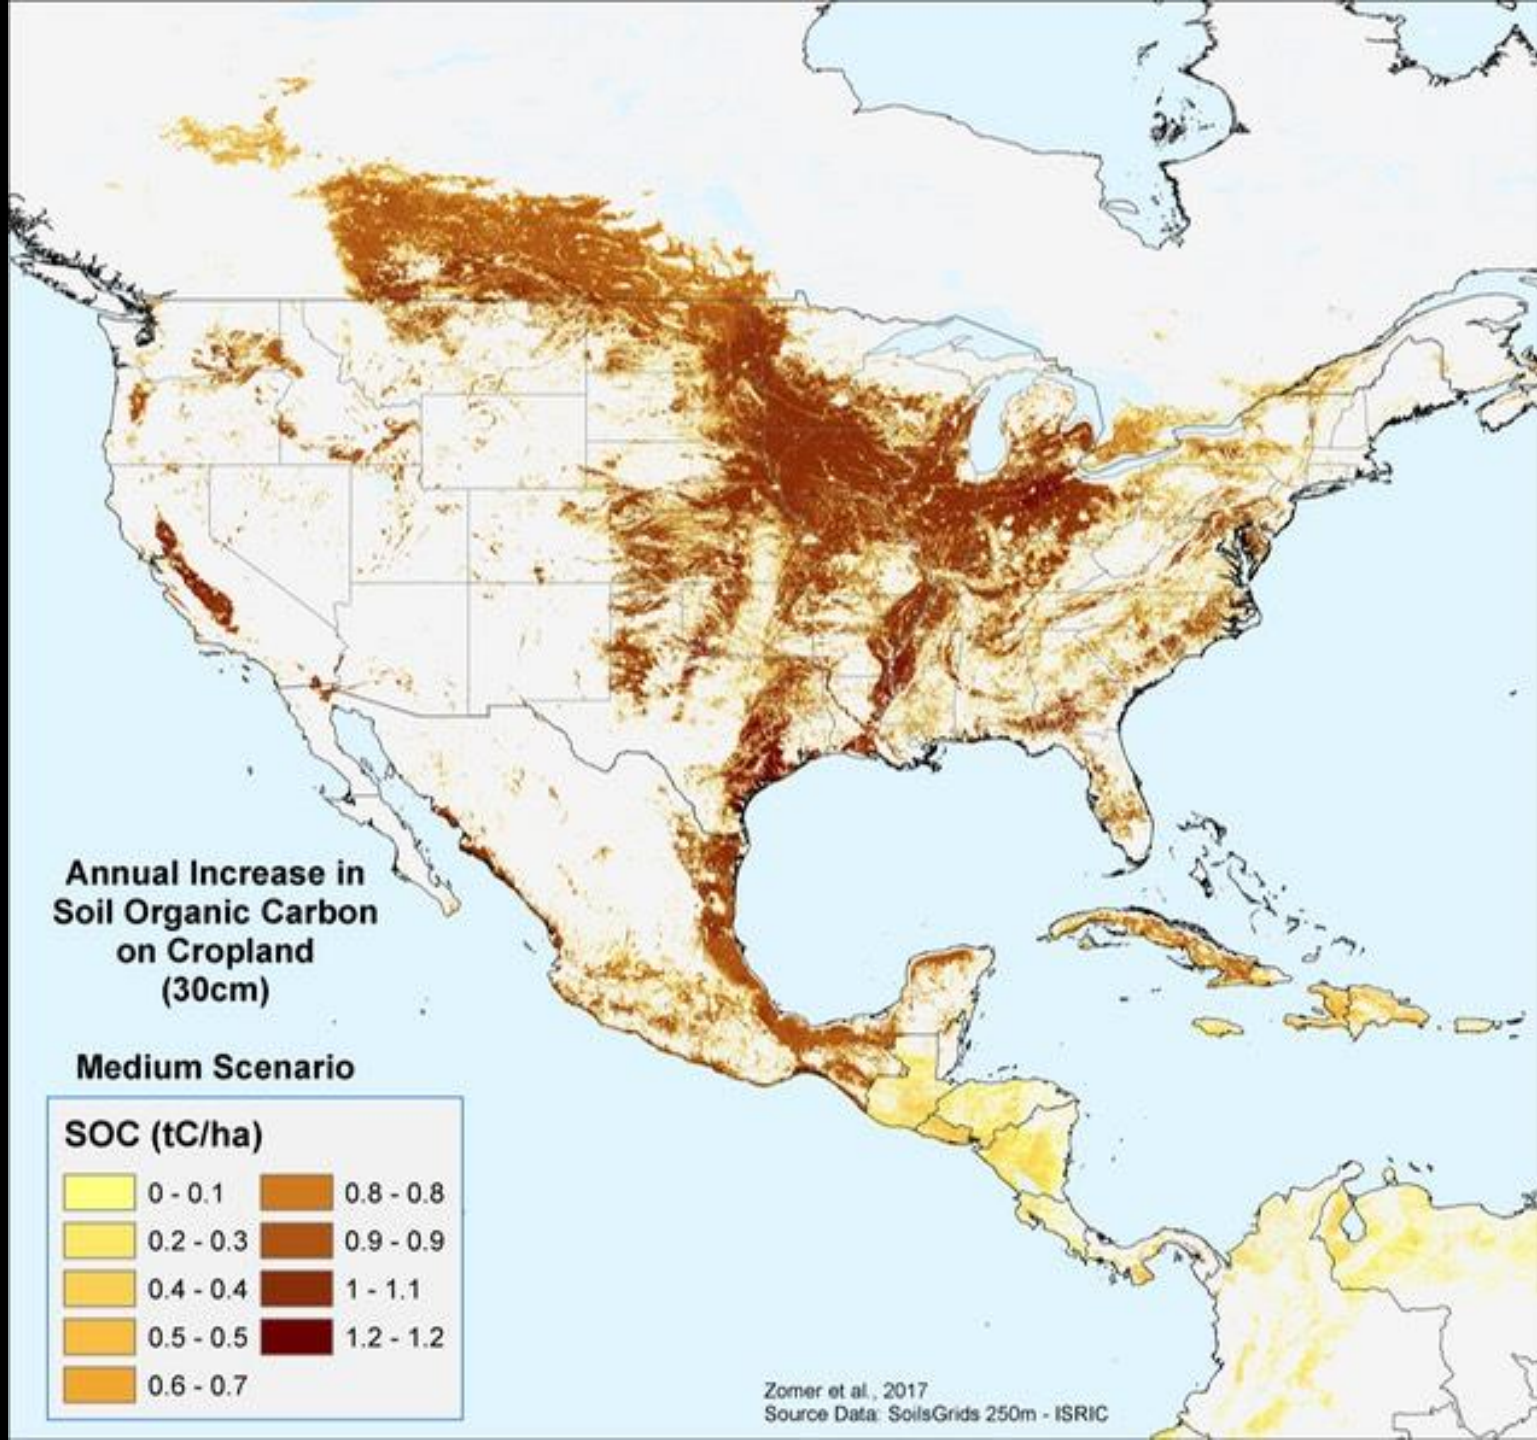 Annual Increase in
Soil Organic Carbon
on Cropland
(30cm)
Medium Scenario
SOC (tC/ha)
0 - 0.1
0.2 - 0.3
0.4 - 0.4
0.5 - 0.5
0.6 - 0.7
0.8 - 0.8
0.9 - 0.9
1 - 1.1
1.2 - 1.2
Zomer et al., 2017
Source Data: SoilsGrids 250m - ISRIC